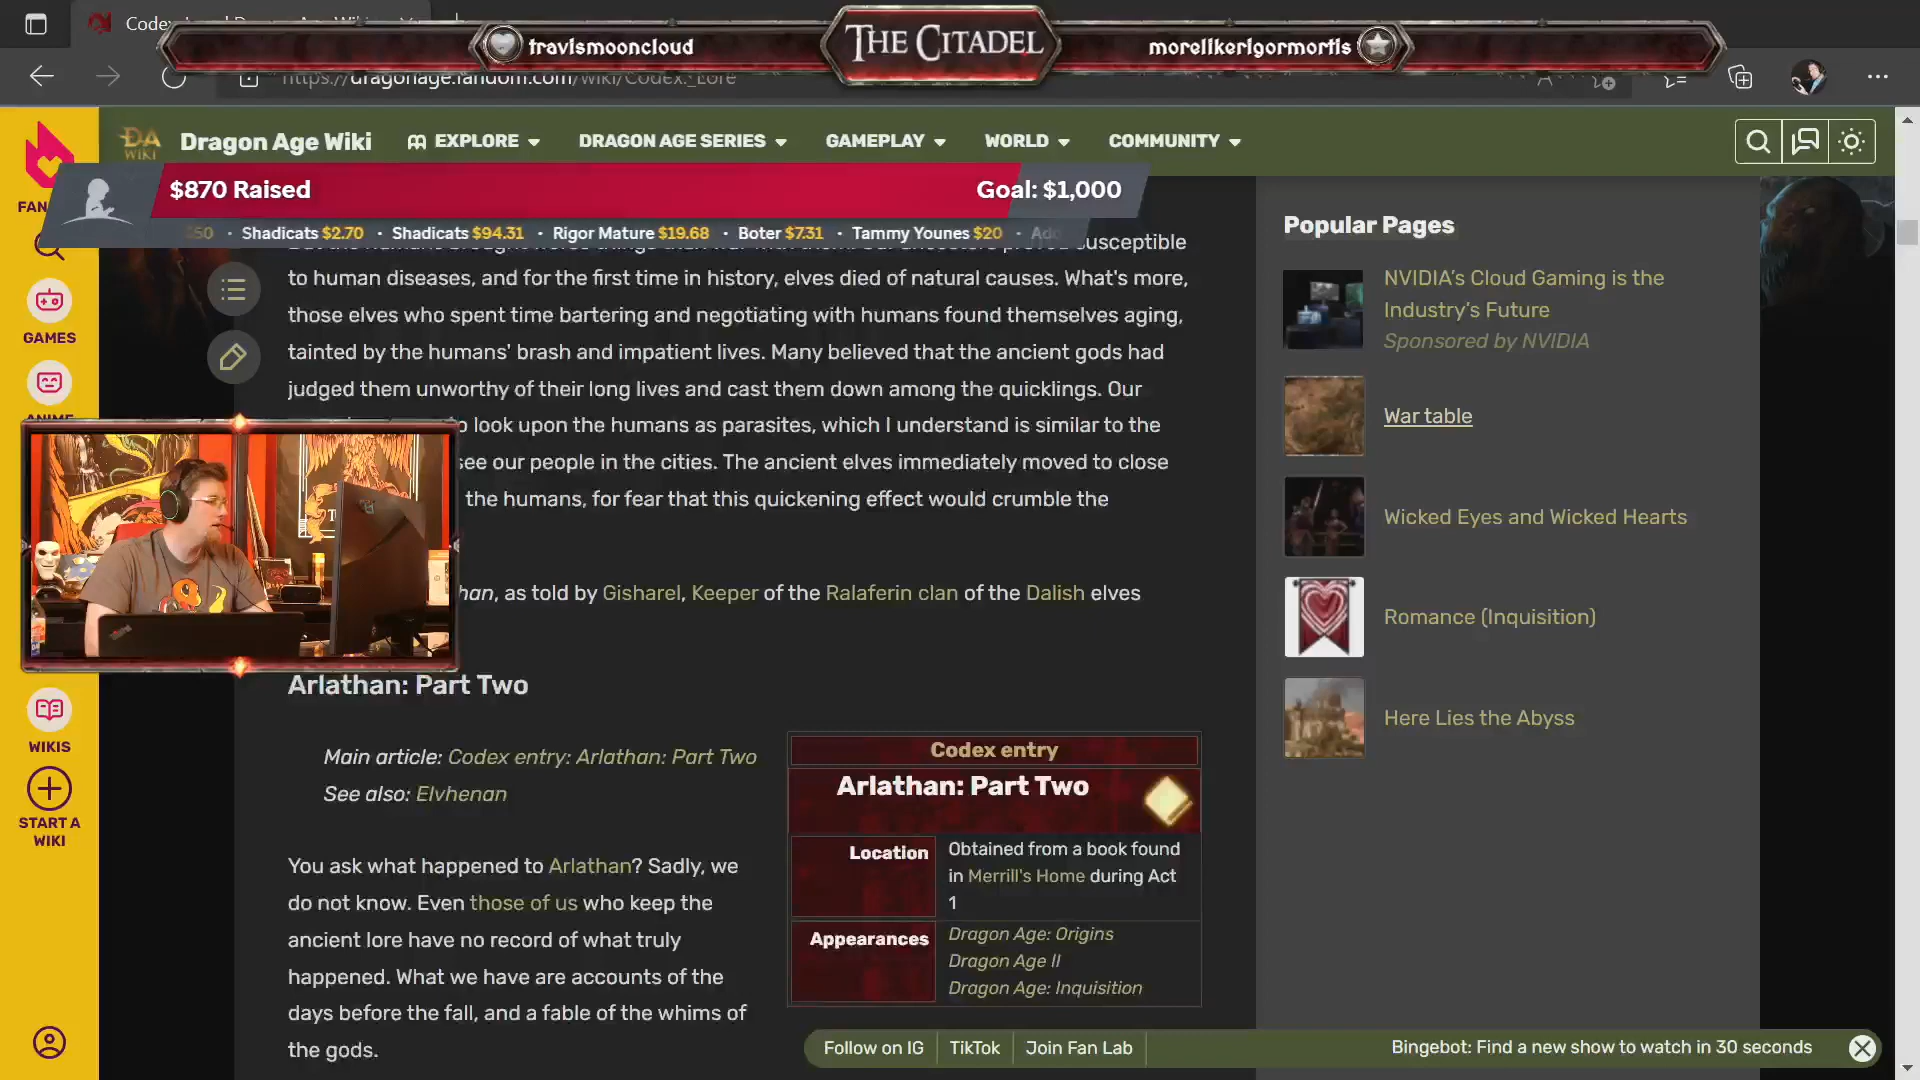 Codex
travismooncloud
THE CITADEL
morelikerigormortis
https://dragonage.fandom.com/wiki/Codex:_Lore
DA
WIKI
Dragon Age Wiki
EXPLORE
DRAGON AGE SERIES
GAMEPLAY
WORLD
COMMUNITY
$870 Raised
Goal: $1,000
FAN
50 · Shadicats $2.70 · Shadicats $94.31 · Rigor Mature $19.68 · Boter $7.31 · Tammy Younes $20 ·
susceptible
to human diseases, and for the first time in history, elves died of natural causes. What's more,
those elves who spent time bartering and negotiating with humans found themselves aging,
tainted by the humans' brash and impatient lives. Many believed that the ancient gods had
judged them unworthy of their long lives and cast them down among the quicklings. Our
look upon the humans as parasites, which I understand is similar to the
see our people in the cities. The ancient elves immediately moved to close
the humans, for fear that this quickening effect would crumble the
han, as told by Gisharel, Keeper of the Ralaferin clan of the Dalish elves
Arlathan: Part Two
Main article: Codex entry: Arlathan: Part Two
See also: Elvhenan
You ask what happened to Arlathan? Sadly, we
do not know. Even those of us who keep the
ancient lore have no record of what truly
happened. What we have are accounts of the
days before the fall, and a fable of the whims of
the gods.
Codex entry
Arlathan: Part Two
Location
Obtained from a book found
in Merrill's Home during Act
1
Appearances
Dragon Age: Origins
Dragon Age II
Dragon Age: Inquisition
Popular Pages
NVIDIA's Cloud Gaming is the
Industry's Future
Sponsored by NVIDIA
War table
Wicked Eyes and Wicked Hearts
Romance (Inquisition)
Here Lies the Abyss
GAMES
ANIME
WIKIS
START A
WIKI
Follow on IG
TikTok
Join Fan Lab
Bingebot: Find a new show to watch in 30 seconds